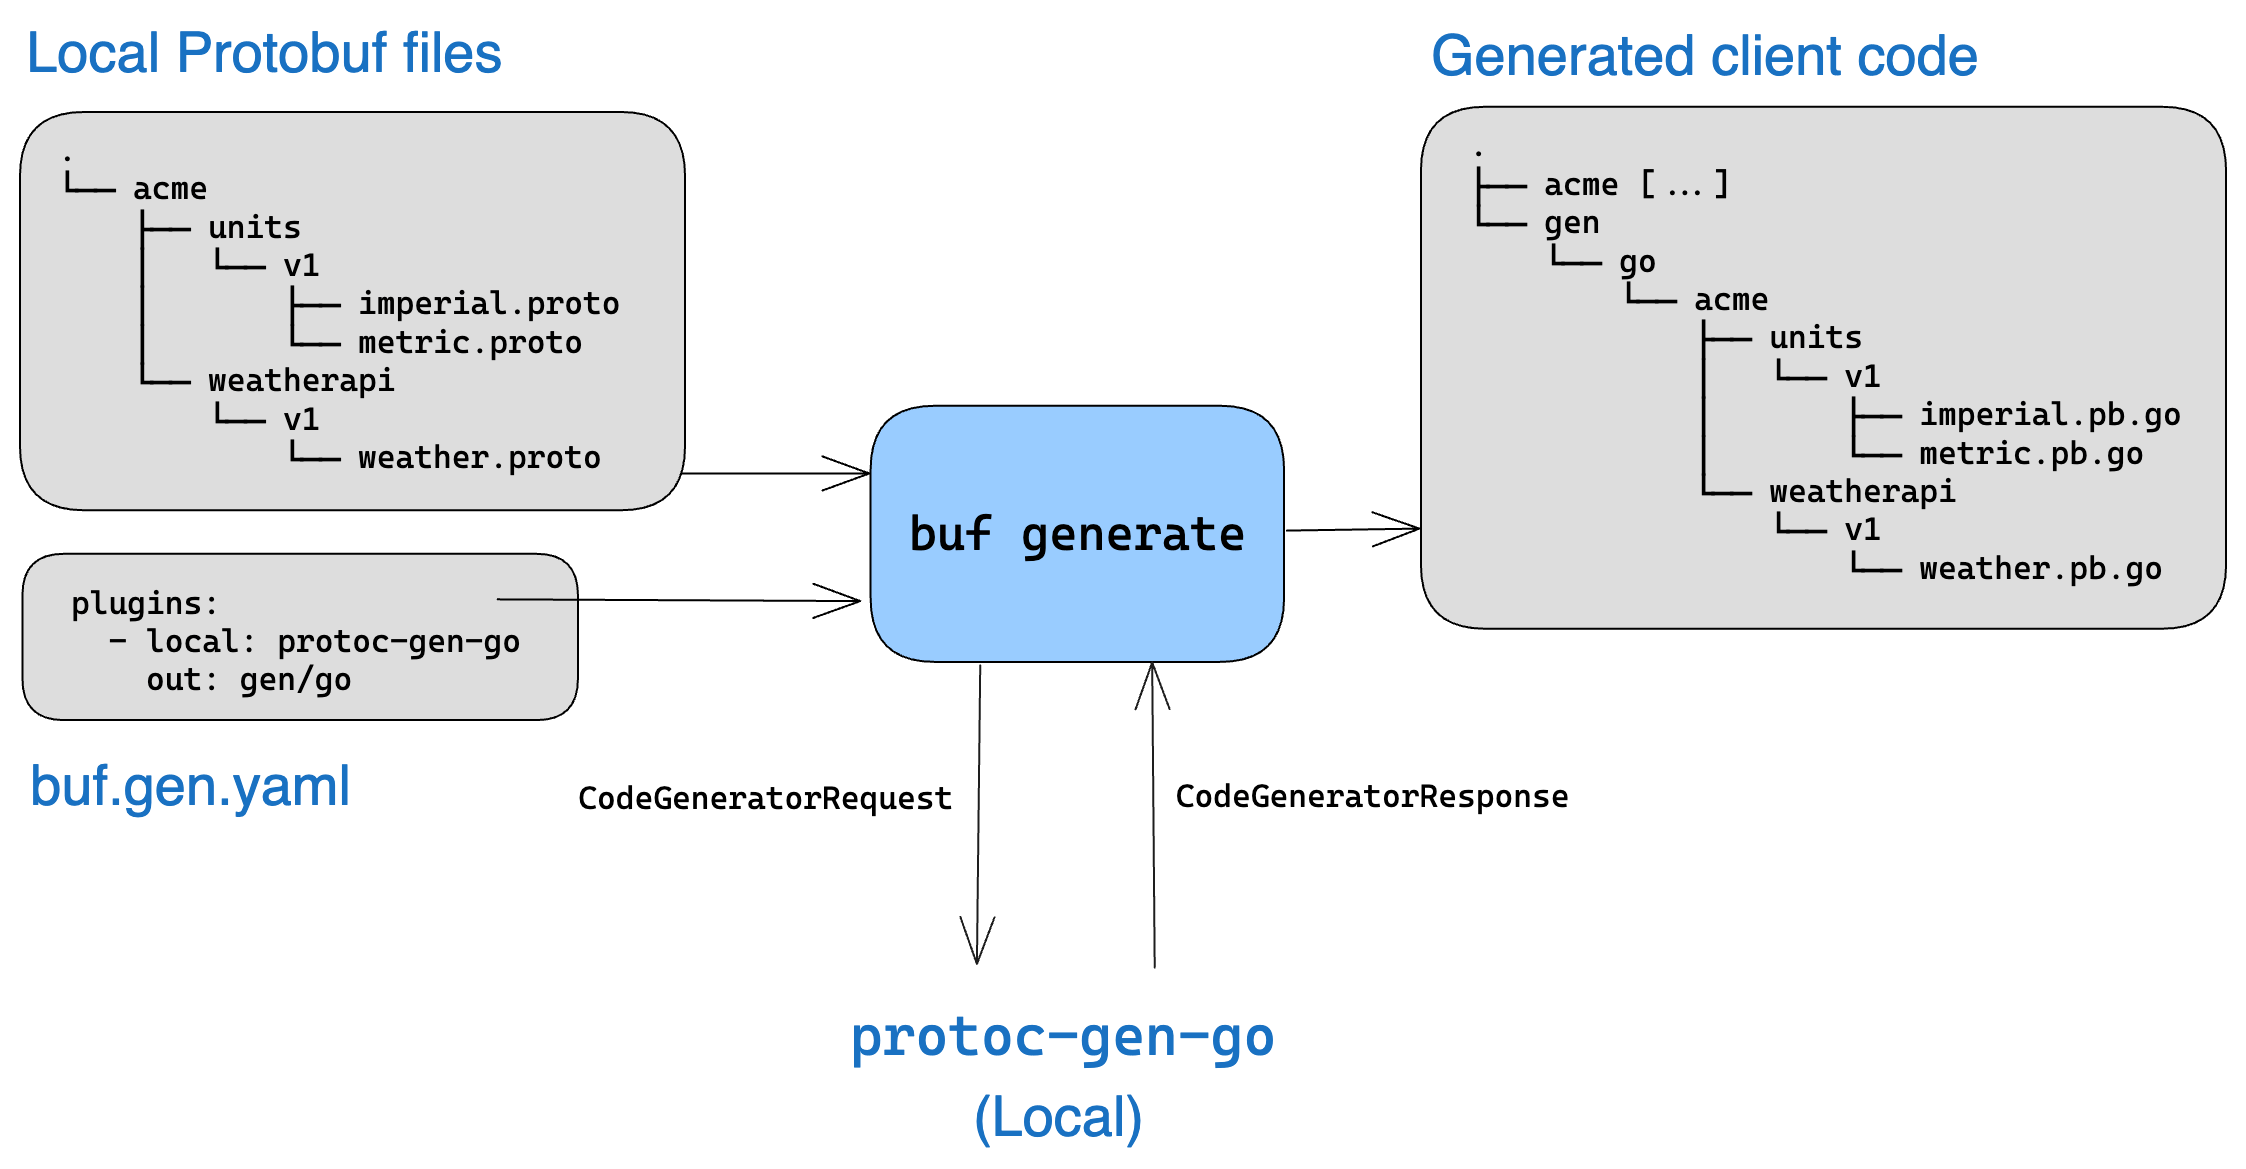 Local Protobuf files
.
└── acme
    ├── units
    │   └── v1
    │       ├── imperial.proto
    │       └── metric.proto
    └── weatherapi
        └── v1
            └── weather.proto
plugins:
  - local: protoc-gen-go
    out: gen/go
buf.gen.yaml
buf generate
CodeGeneratorRequest
CodeGeneratorResponse
protoc-gen-go
(Local)
Generated client code
.
├── acme [...]
└── gen
    └── go
        └── acme
            ├── units
            │   └── v1
            │       ├── imperial.pb.go
            │       └── metric.pb.go
            └── weatherapi
                └── v1
                    └── weather.pb.go